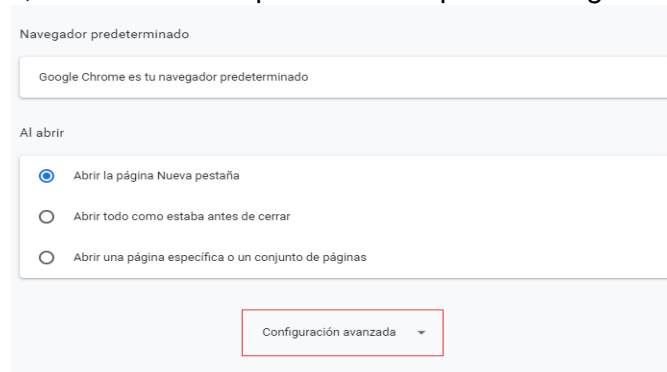 Navegador predeterminado
Google Chrome es tu navegador predeterminado
Al abrir
Abrir la página Nueva pestaña
Abrir todo como estaba antes de cerrar
Abrir una página específica o un conjunto de páginas
Configuración avanzada